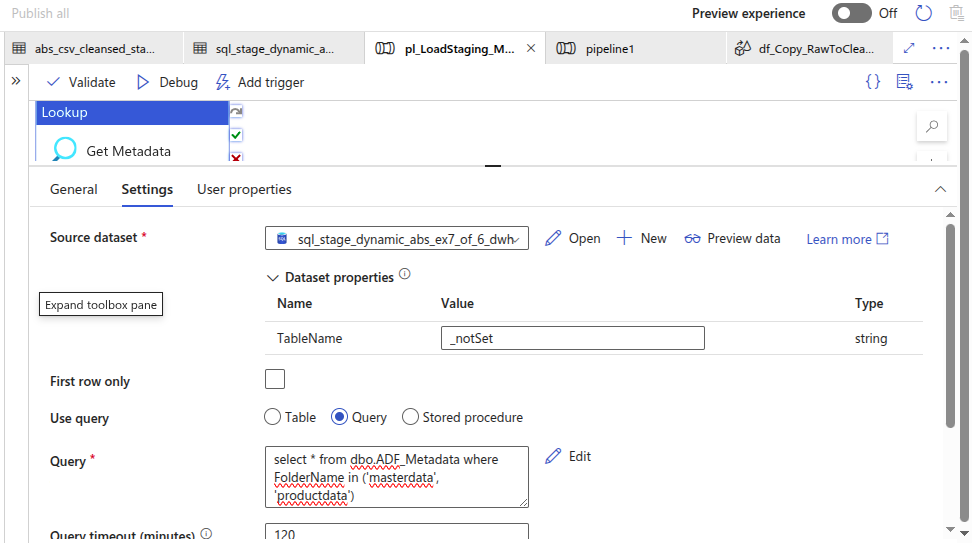 Publish all
Preview experience
Off
abs_csv_cleansed_sta...
sql_stage_dynamic_a...
pl_LoadStaging_M...
pipeline1
df_Copy_RawToClea...
Validate
Debug
Add trigger
Lookup
Get Metadata
General
Settings
User properties
Source dataset *
sql_stage_dynamic_abs_ex7_of_6_dwh
Open
New
Preview data
Learn more
Dataset properties
Expand toolbox pane
Name
Value
Type
TableName
_notSet
string
First row only
Use query
Table
Query
Stored procedure
Query *
select * from dbo.ADF_Metadata where
FolderName in ('masterdata',
'productdata')
Edit
Query timeout (minutes)
120